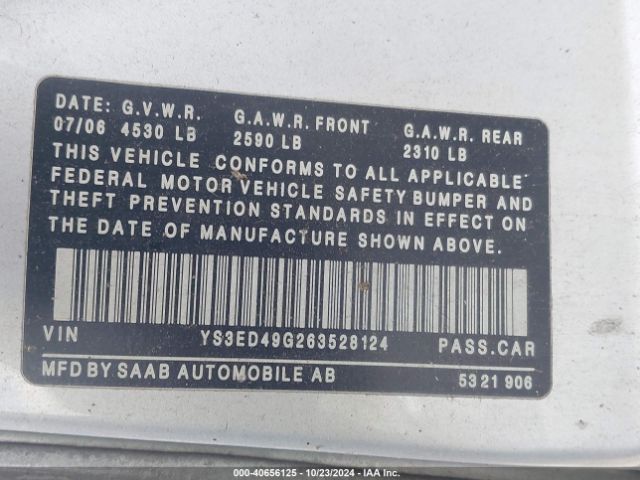 DATE: G.V.W.R. G.A.W.R. FRONT G.A.W.R. REAR
07/06 4530 LB 2590 LB 2310 LB
THIS VEHICLE CONFORMS TO ALL APPLICABLE
FEDERAL MOTOR VEHICLE SAFETY BUMPER AND
THEFT PREVENTION STANDARDS IN EFFECT ON
THE DATE OF MANUFACTURE SHOWN ABOVE.
VIN YS3ED49G263528124 PASS.CAR
MFD BY SAAB AUTOMOBILE AB 5321 906
000-40656125 - 10/23/2024 - IAA Inc.